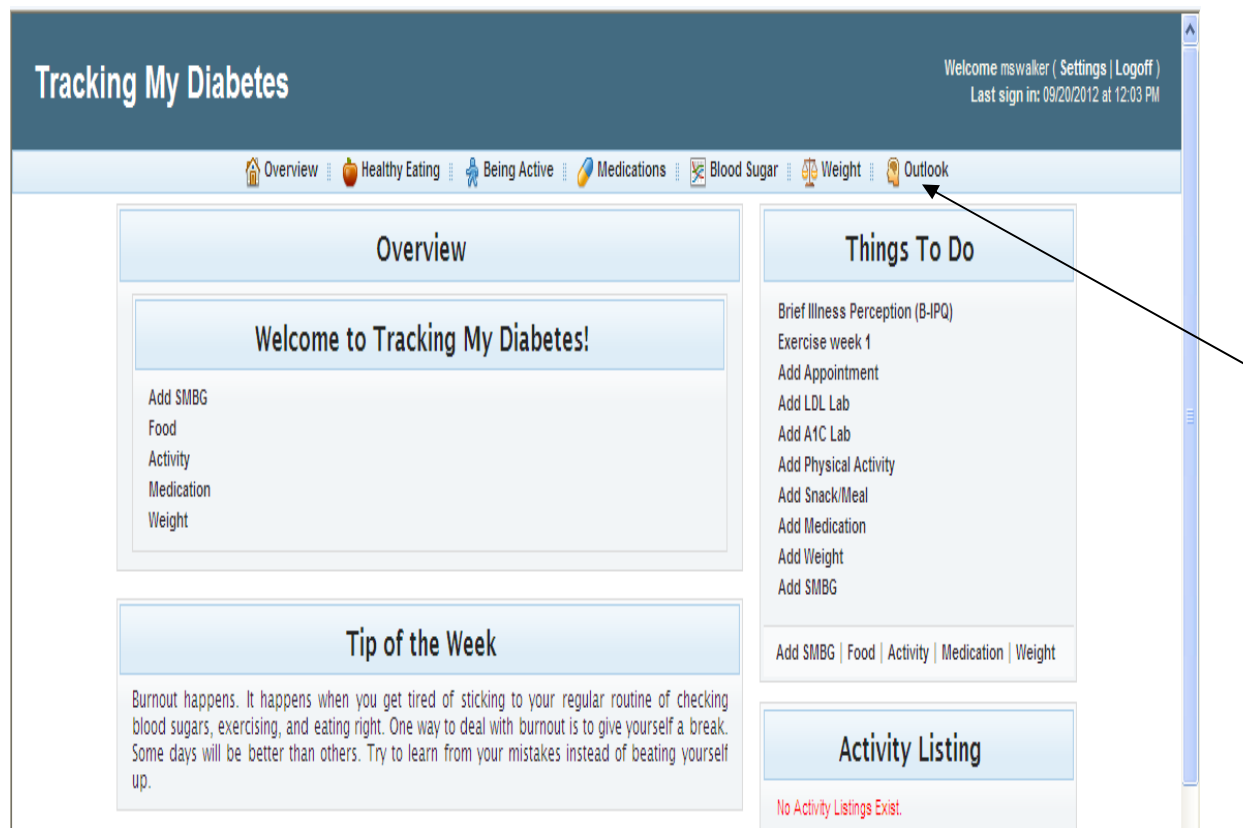 Tracking My Diabetes
Welcome mswalker ( Settings | Logoff )
Last sign in: 09/20/2012 at 12:03 PM
Overview Healthy Eating Being Active Medications Blood Sugar Weight Outlook
Overview
Welcome to Tracking My Diabetes!
Add SMBG
Food
Activity
Medication
Weight
Tip of the Week
Burnout happens. It happens when you get tired of sticking to your regular routine of checking
blood sugars, exercising, and eating right. One way to deal with burnout is to give yourself a break.
Some days will be better than others. Try to learn from your mistakes instead of beating yourself
up.
Things To Do
Brief Illness Perception (B-IPQ)
Exercise week 1
Add Appointment
Add LDL Lab
Add A1C Lab
Add Physical Activity
Add Snack/Meal
Add Medication
Add Weight
Add SMBG
Add SMBG | Food | Activity | Medication | Weight
Activity Listing
No Activity Listings Exist.